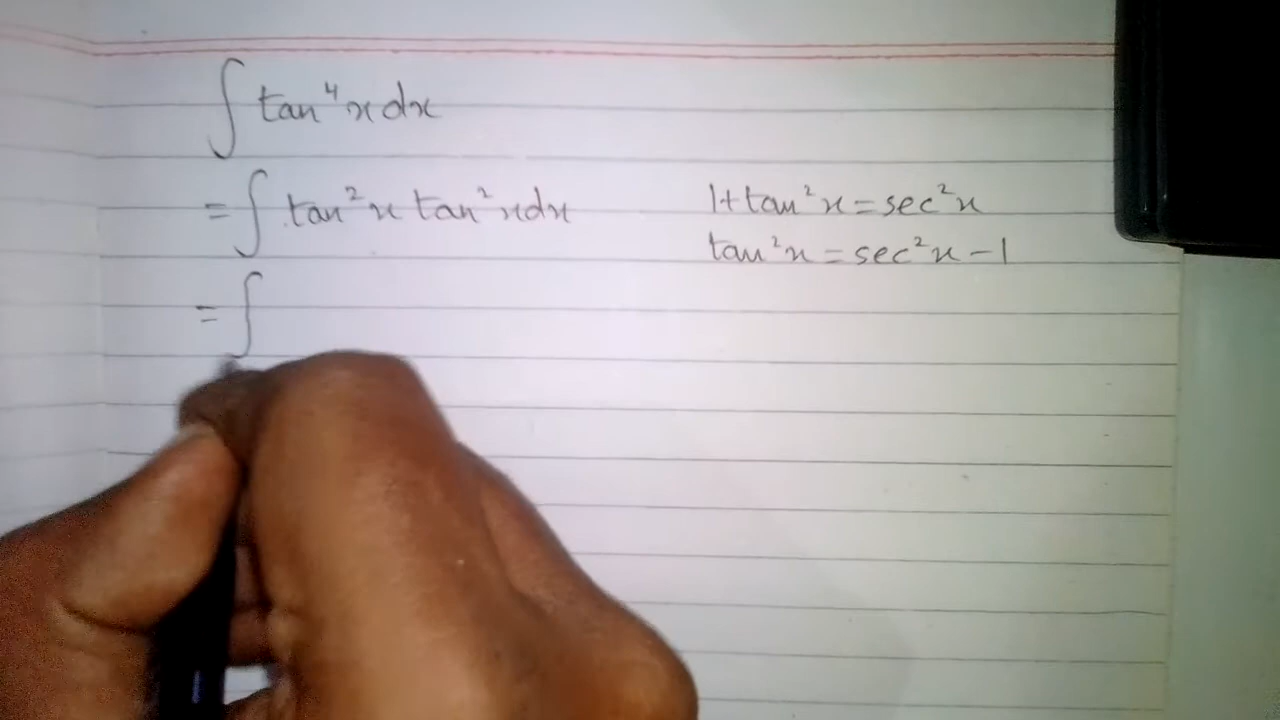 ∫ tan⁴x dx
= ∫ tan²x tan²x dx
1+tan²x = sec²x
tan²x = sec²x - 1
= ∫